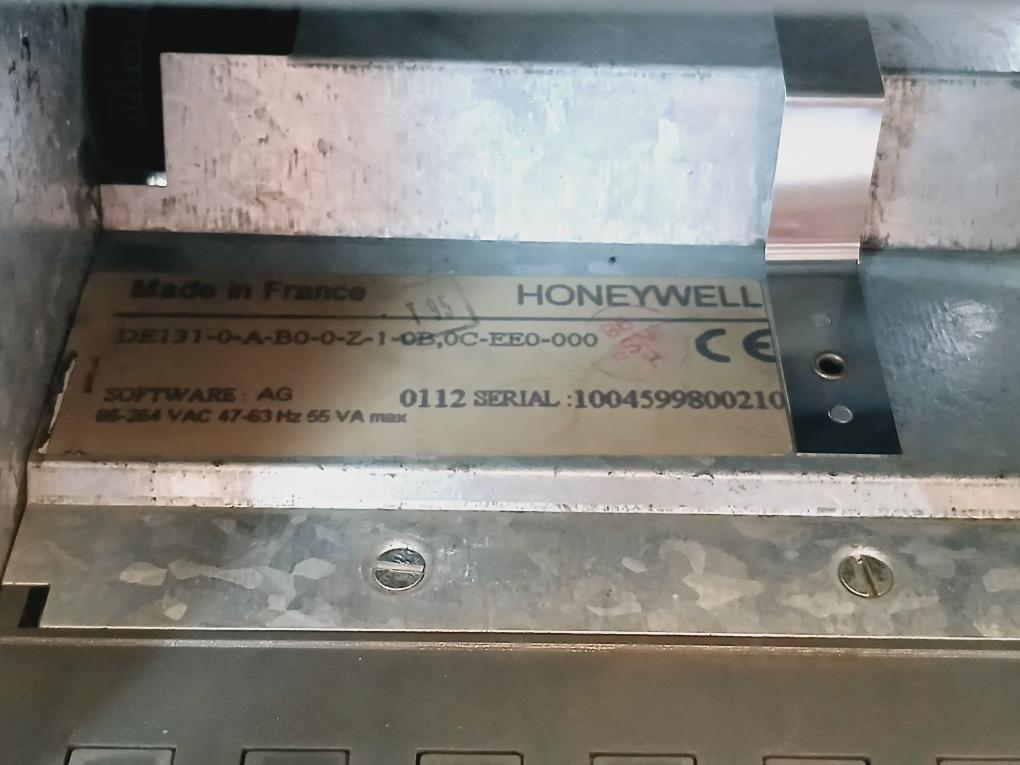 Made in France HONEYWELL
T 95
DE131-0-A-B0-0-Z-1-0B,0C-EE0-000
CE
SOFTWARE: AG 0112 SERIAL :1004599800210
85-264 VAC 47-63 Hz 55 VA max